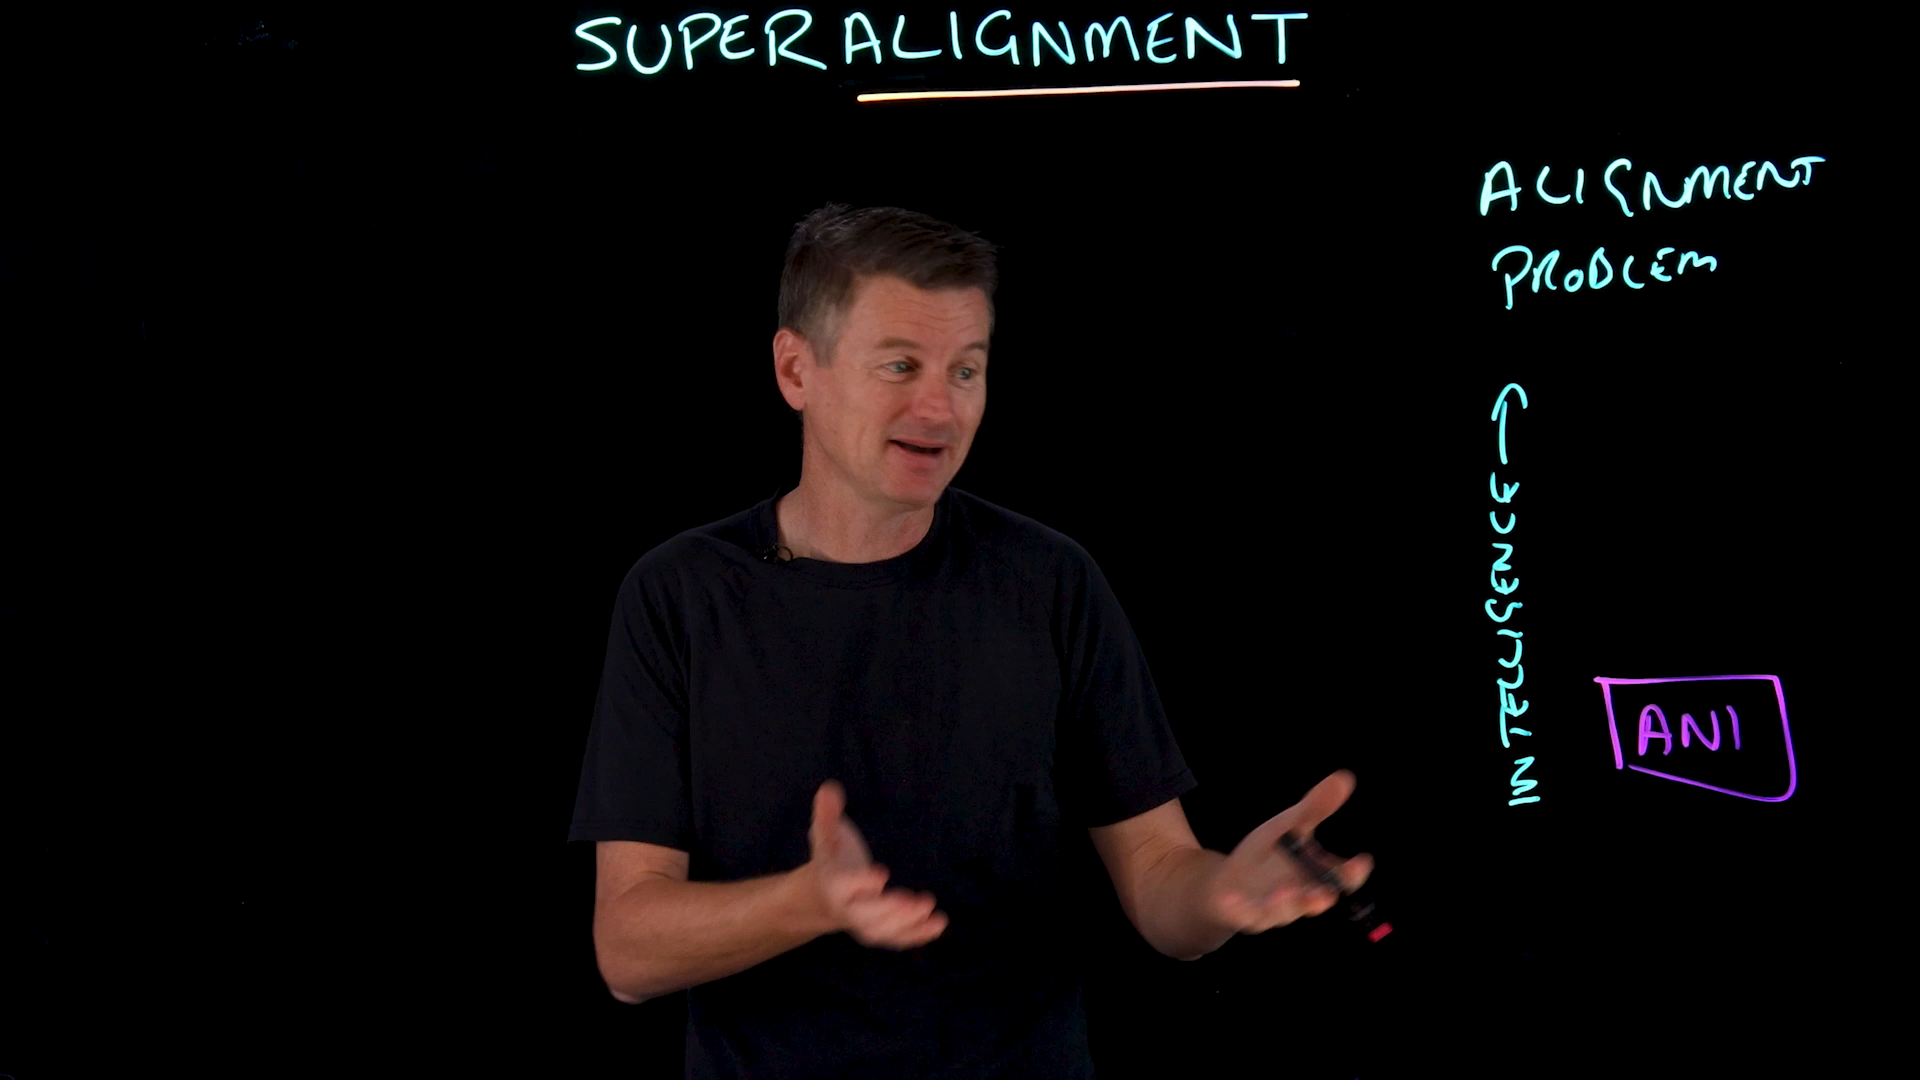 SUPERALIGNMENT
ALIGNMENT
PROBLEM
INTELLIGENCE →
ANI